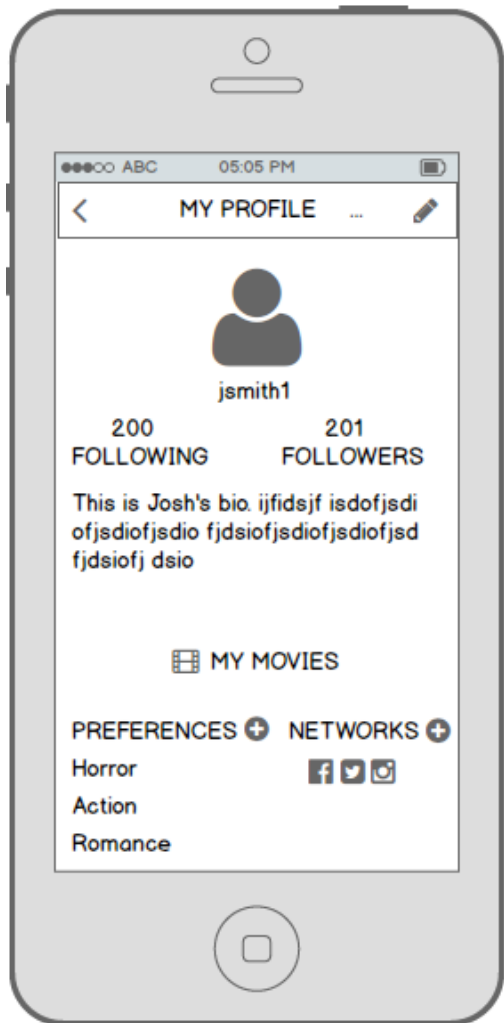 ABC 05:05 PM
MY PROFILE ...
jsmith1
200 201
FOLLOWING FOLLOWERS
This is Josh's bio. ijfidsjf isdofjsdi
ofjsdiofjsdio fjdsiofjsdiofjsdiofjsd
fjdsiofj dsio
MY MOVIES
PREFERENCES NETWORKS
Horror
Action
Romance